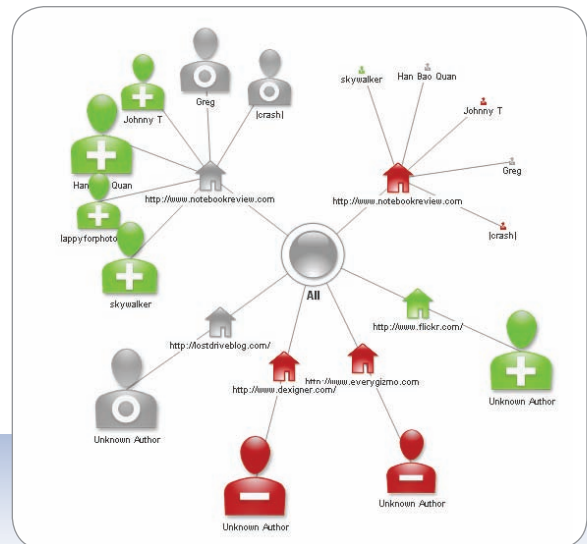 Greg
|crash|
Johnny T
Han Quan
lappyforphoto
skywalker
http://www.notebookreview.com
skywalker
Han Bao Quan
Johnny T
Greg
|crash|
http://www.notebookreview.com
All
http://www.flickr.com/
Unknown Author
http://lostdriveblog.com/
Unknown Author
http://www.dexigner.com/
http://www.everygizmo.com
Unknown Author
Unknown Author